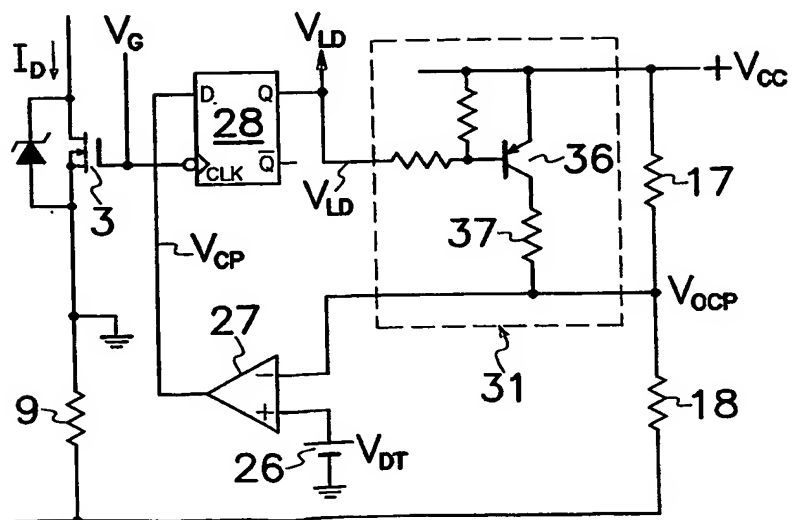 V_LD
V_G
I_D
+V_CC
D Q
28
CLK Q̅
36
17
3
V_LD
37
V_CP
V_OCP
27
31
−
9
+
18
26
V_DT